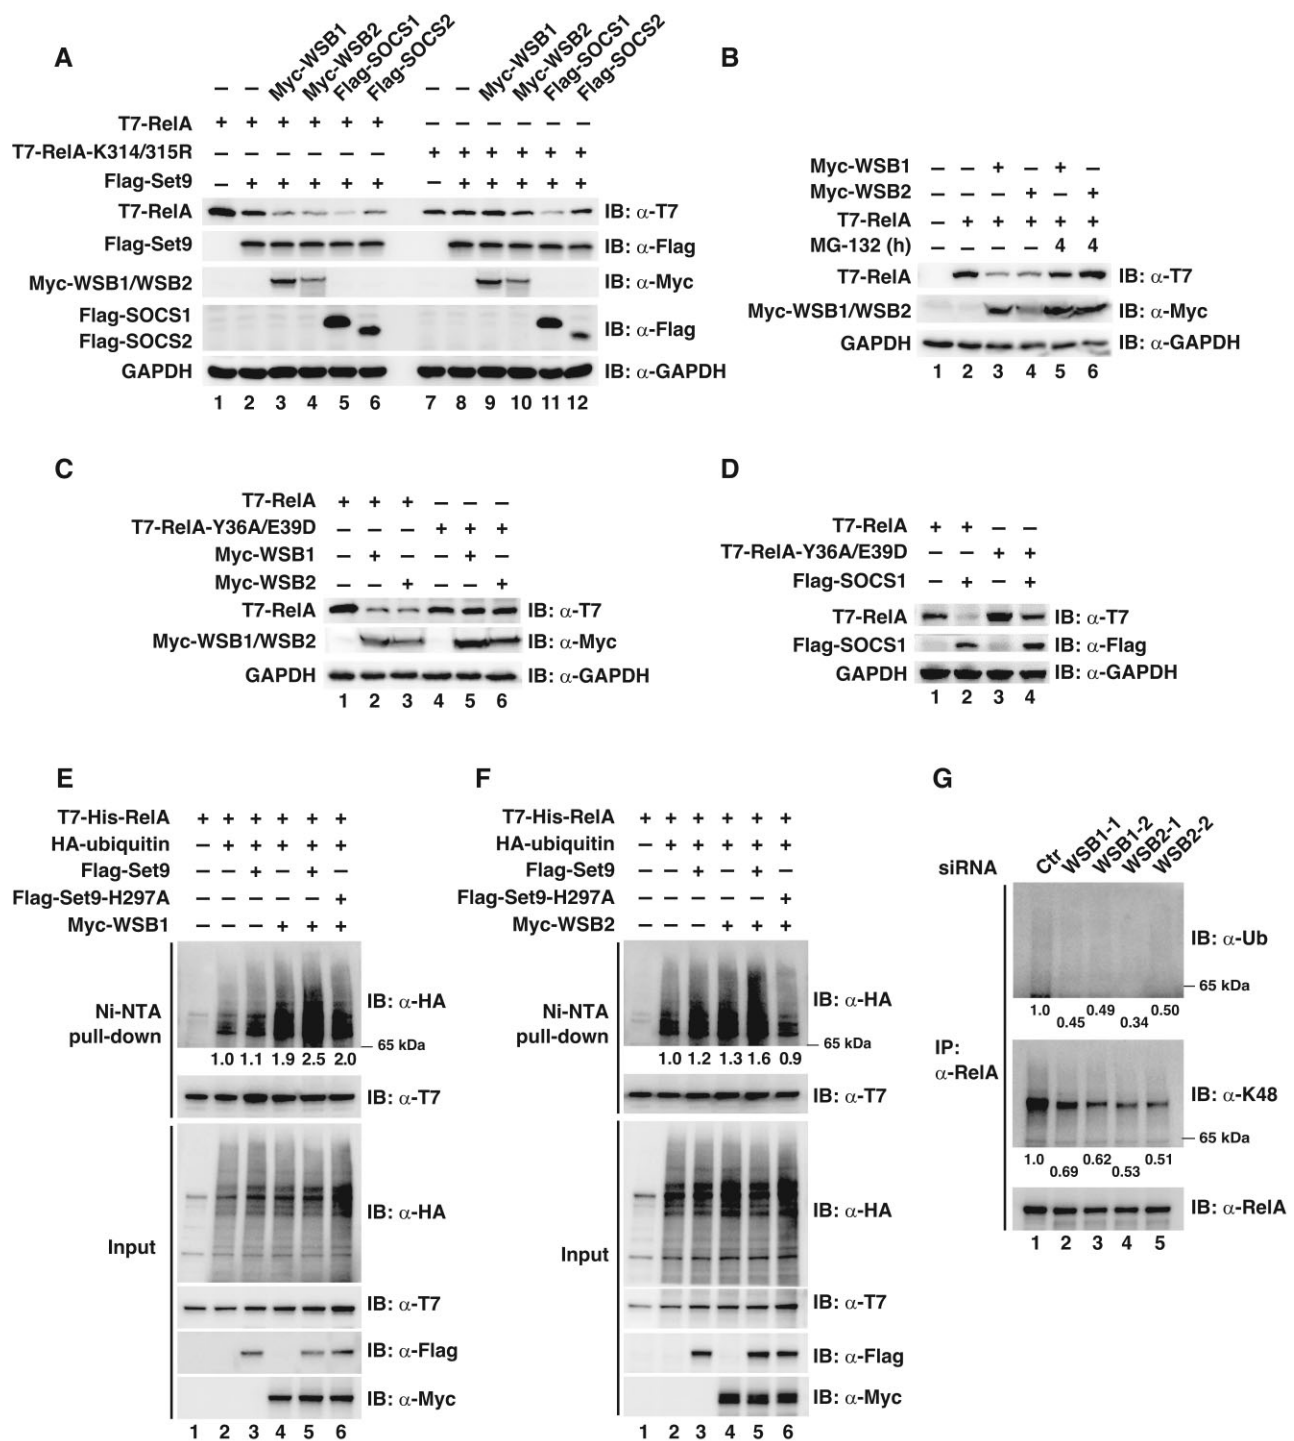 A
– – Myc-WSB1 Myc-WSB2 Flag-SOCS1 Flag-SOCS2 – – Myc-WSB1 Myc-WSB2 Flag-SOCS1 Flag-SOCS2
T7-RelA + + + + + + – – – – – –
T7-RelA-K314/315R – – – – – – + + + + + +
Flag-Set9 – + + + + + – + + + + +
T7-RelA IB: α-T7
Flag-Set9 IB: α-Flag
Myc-WSB1/WSB2 IB: α-Myc
Flag-SOCS1
Flag-SOCS2 IB: α-Flag
GAPDH IB: α-GAPDH
1 2 3 4 5 6 7 8 9 10 11 12
B
Myc-WSB1 – – + – + –
Myc-WSB2 – – – + – +
T7-RelA – + + + + +
MG-132 (h) – – – – 4 4
T7-RelA IB: α-T7
Myc-WSB1/WSB2 IB: α-Myc
GAPDH IB: α-GAPDH
1 2 3 4 5 6
C
T7-RelA + + + – – –
T7-RelA-Y36A/E39D – – – + + +
Myc-WSB1 – + – – + –
Myc-WSB2 – – + – – +
T7-RelA IB: α-T7
Myc-WSB1/WSB2 IB: α-Myc
GAPDH IB: α-GAPDH
1 2 3 4 5 6
D
T7-RelA + + – –
T7-RelA-Y36A/E39D – – + +
Flag-SOCS1 – + – +
T7-RelA IB: α-T7
Flag-SOCS1 IB: α-Flag
GAPDH IB: α-GAPDH
1 2 3 4
E
T7-His-RelA + + + + + +
HA-ubiquitin – + + + + +
Flag-Set9 – – + – + –
Flag-Set9-H297A – – – – – +
Myc-WSB1 – – – + + +
Ni-NTA
pull-down
IB: α-HA
65 kDa
1.0 1.1 1.9 2.5 2.0
IB: α-T7
Input
IB: α-HA
IB: α-T7
IB: α-Flag
IB: α-Myc
1 2 3 4 5 6
F
T7-His-RelA + + + + + +
HA-ubiquitin – + + + + +
Flag-Set9 – – + – + –
Flag-Set9-H297A – – – – – +
Myc-WSB2 – – – + + +
Ni-NTA
pull-down
IB: α-HA
65 kDa
1.0 1.2 1.3 1.6 0.9
IB: α-T7
Input
IB: α-HA
IB: α-T7
IB: α-Flag
IB: α-Myc
1 2 3 4 5 6
G
siRNA Ctr WSB1-1 WSB1-2 WSB2-1 WSB2-2
IP:
α-RelA
IB: α-Ub
65 kDa
1.0 0.45 0.49 0.34 0.50
IB: α-K48
65 kDa
1.0 0.69 0.62 0.53 0.51
IB: α-RelA
1 2 3 4 5